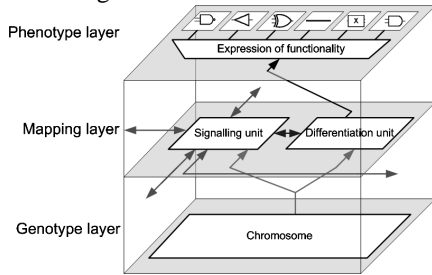 Phenotype layer
Expression of functionality
Mapping layer
Signalling unit
Differentiation unit
Genotype layer
Chromosome